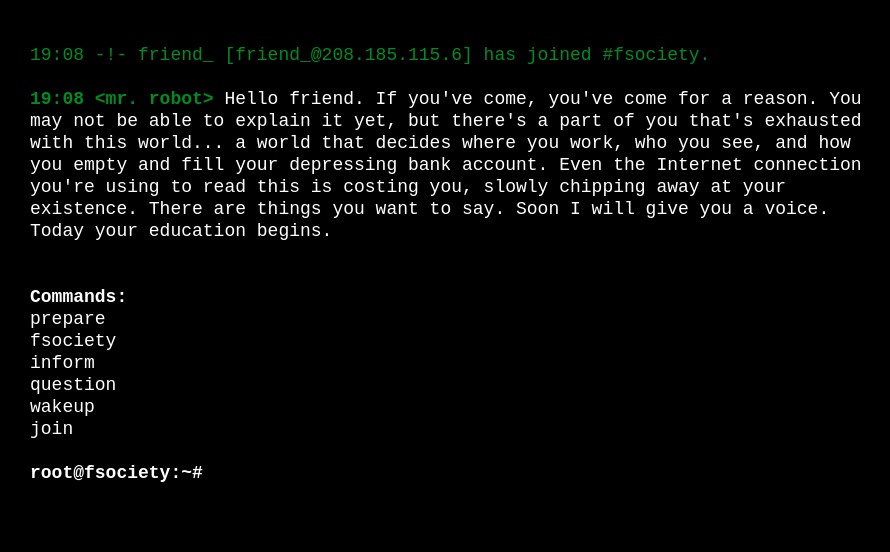 19:08 -!- friend_ [friend_@208.185.115.6] has joined #fsociety.
19:08 <mr. robot> Hello friend. If you've come, you've come for a reason. You
may not be able to explain it yet, but there's a part of you that's exhausted
with this world... a world that decides where you work, who you see, and how
you empty and fill your depressing bank account. Even the Internet connection
you're using to read this is costing you, slowly chipping away at your
existence. There are things you want to say. Soon I will give you a voice.
Today your education begins.
Commands:
prepare
fsociety
inform
question
wakeup
join
root@fsociety:~#